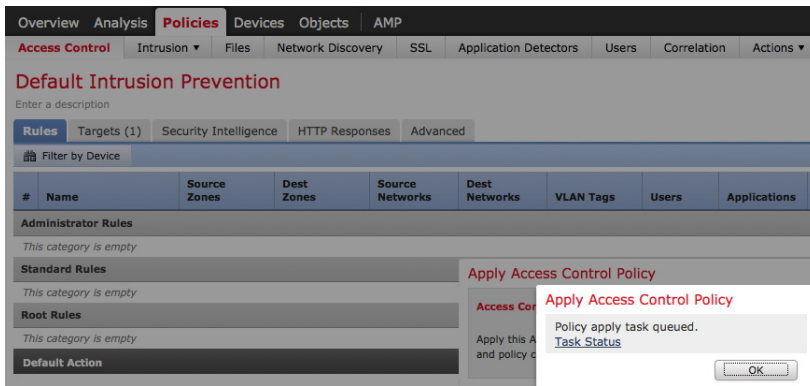 Overview Analysis Policies Devices Objects AMP
Access Control Intrusion ▼ Files Network Discovery SSL Application Detectors Users Correlation Actions ▼
Default Intrusion Prevention
Enter a description
Rules Targets (1) Security Intelligence HTTP Responses Advanced
Filter by Device
# Name Source Zones Dest Zones Source Networks Dest Networks VLAN Tags Users Applications
Administrator Rules
This category is empty
Standard Rules
This category is empty
Root Rules
This category is empty
Default Action
Apply Access Control Policy
Access Cor
Apply this A
and policy c
Apply Access Control Policy
Policy apply task queued.
Task Status
OK